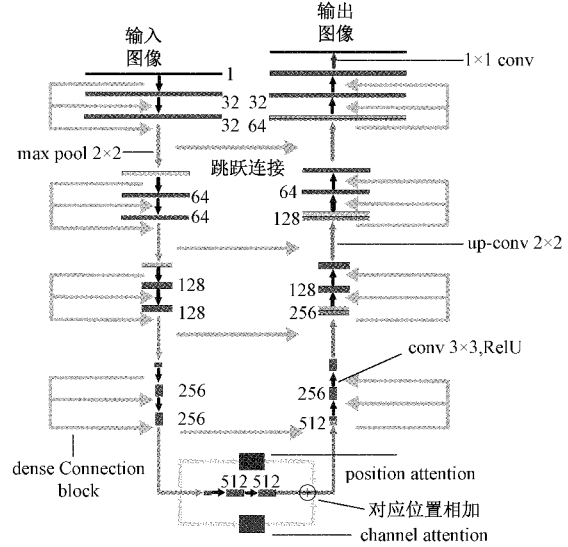 输入
图像
输出
图像
1×1 conv
1
32 32
32 64
max pool 2×2
跳跃连接
64 64
64 128
up-conv 2×2
128 128
128 256
conv 3×3,RelU
256 256
256 512
dense Connection
block
512 512
position attention
对应位置相加
channel attention